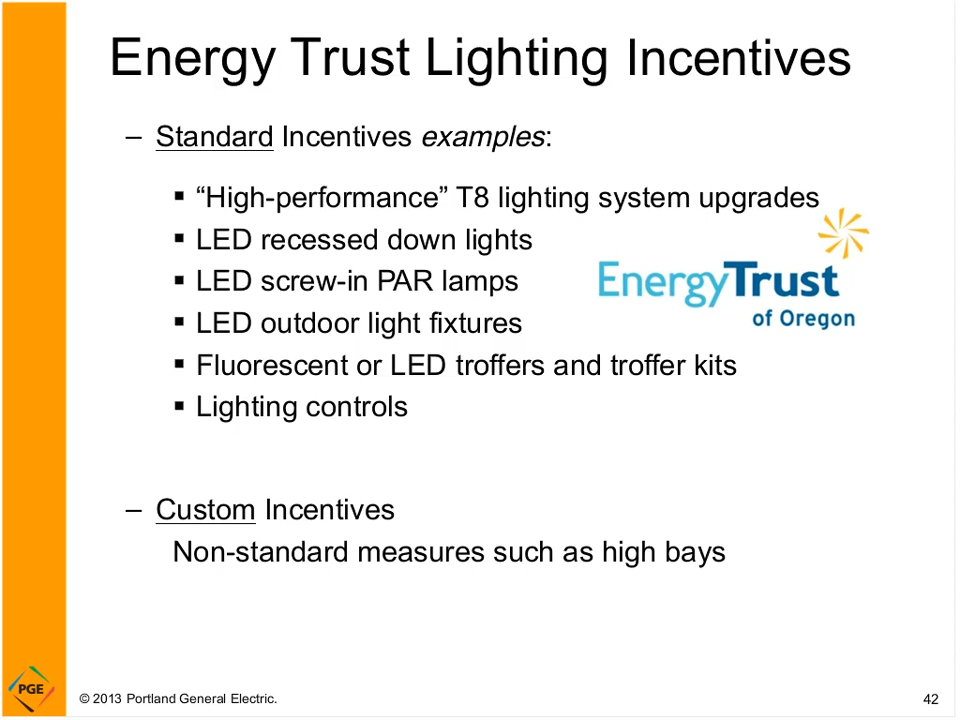 Energy Trust Lighting Incentives
– Standard Incentives examples:
▪ “High-performance” T8 lighting system upgrades
▪ LED recessed down lights
▪ LED screw-in PAR lamps
▪ LED outdoor light fixtures
▪ Fluorescent or LED troffers and troffer kits
▪ Lighting controls
EnergyTrust
of Oregon
– Custom Incentives
Non-standard measures such as high bays
PGE
© 2013 Portland General Electric.
42